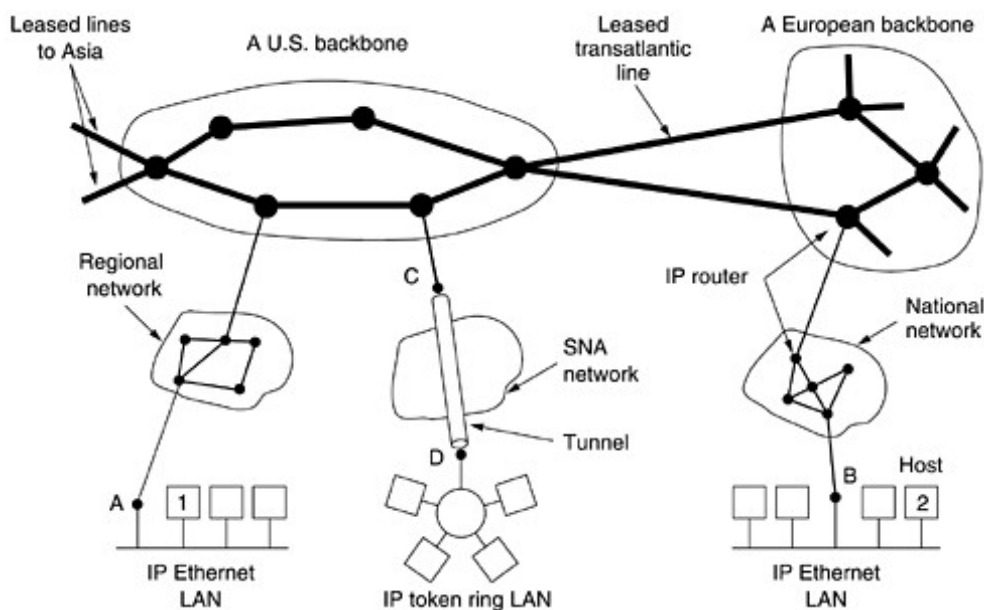 Leased lines
to Asia
A U.S. backbone
Leased
transatlantic
line
A European backbone
Regional
network
C
SNA
network
Tunnel
D
IP router
National
network
A
1
B
Host
2
IP Ethernet
LAN
IP token ring LAN
IP Ethernet
LAN